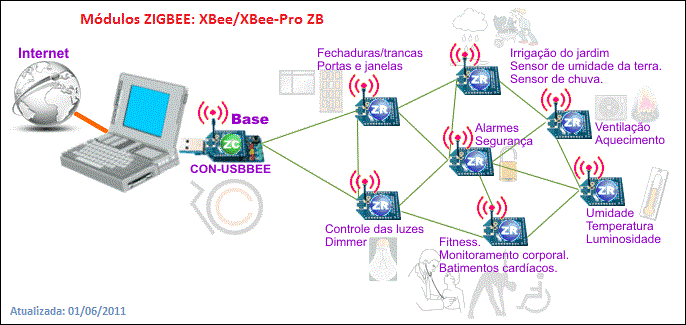 Módulos ZIGBEE: XBee/XBee-Pro ZB
Internet
Base
ZC
CON-USBBEE
Fechaduras/trancas
Portas e janelas
ZR
Irrigação do jardim
Sensor de umidade da terra.
Sensor de chuva.
ZR
Alarmes
Segurança
ZR
Ventilação
Aquecimento
ZR
Controle das luzes
Dimmer
ZR
Fitness.
Monitoramento corporal.
Batimentos cardíacos.
ZR
Umidade
Temperatura
Luminosidade
ZR
Atualizada: 01/06/2011